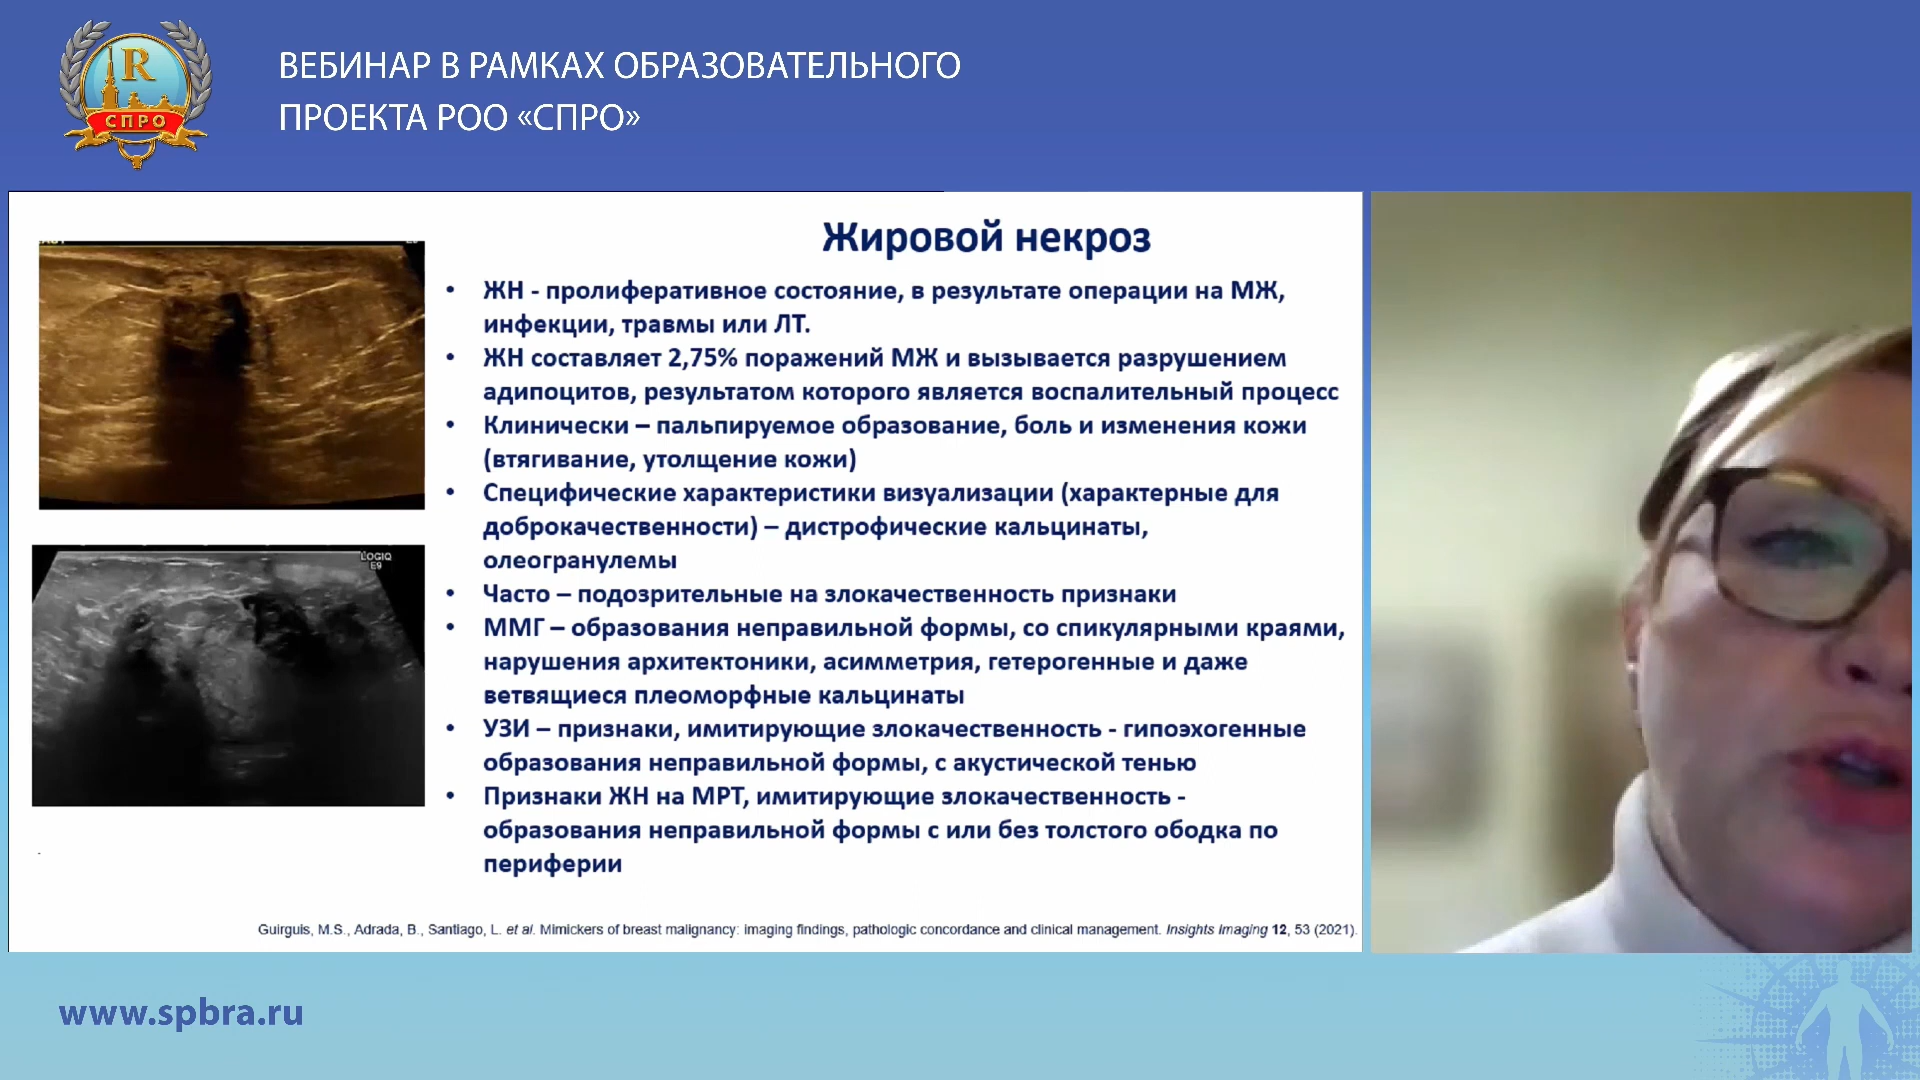 R
СПРО
ВЕБИНАР В РАМКАХ ОБРАЗОВАТЕЛЬНОГО
ПРОЕКТА РОО «СПРО»
Жировой некроз
• ЖН - пролиферативное состояние, в результате операции на МЖ,
инфекции, травмы или ЛТ.
• ЖН составляет 2,75% поражений МЖ и вызывается разрушением
адипоцитов, результатом которого является воспалительный процесс
• Клинически – пальпируемое образование, боль и изменения кожи
(втягивание, утолщение кожи)
• Специфические характеристики визуализации (характерные для
доброкачественности) – дистрофические кальцинаты,
олеогранулемы
• Часто – подозрительные на злокачественность признаки
• ММГ – образования неправильной формы, со спикулярными краями,
нарушения архитектоники, асимметрия, гетерогенные и даже
ветвящиеся плеоморфные кальцинаты
• УЗИ – признаки, имитирующие злокачественность - гипоэхогенные
образования неправильной формы, с акустической тенью
• Признаки ЖН на МРТ, имитирующие злокачественность -
образования неправильной формы с или без толстого ободка по
периферии
LOGIQ
E9
Guirguis, M.S., Adrada, B., Santiago, L. et al. Mimickers of breast malignancy: imaging findings, pathologic concordance and clinical management. Insights Imaging 12, 53 (2021).
www.spbra.ru